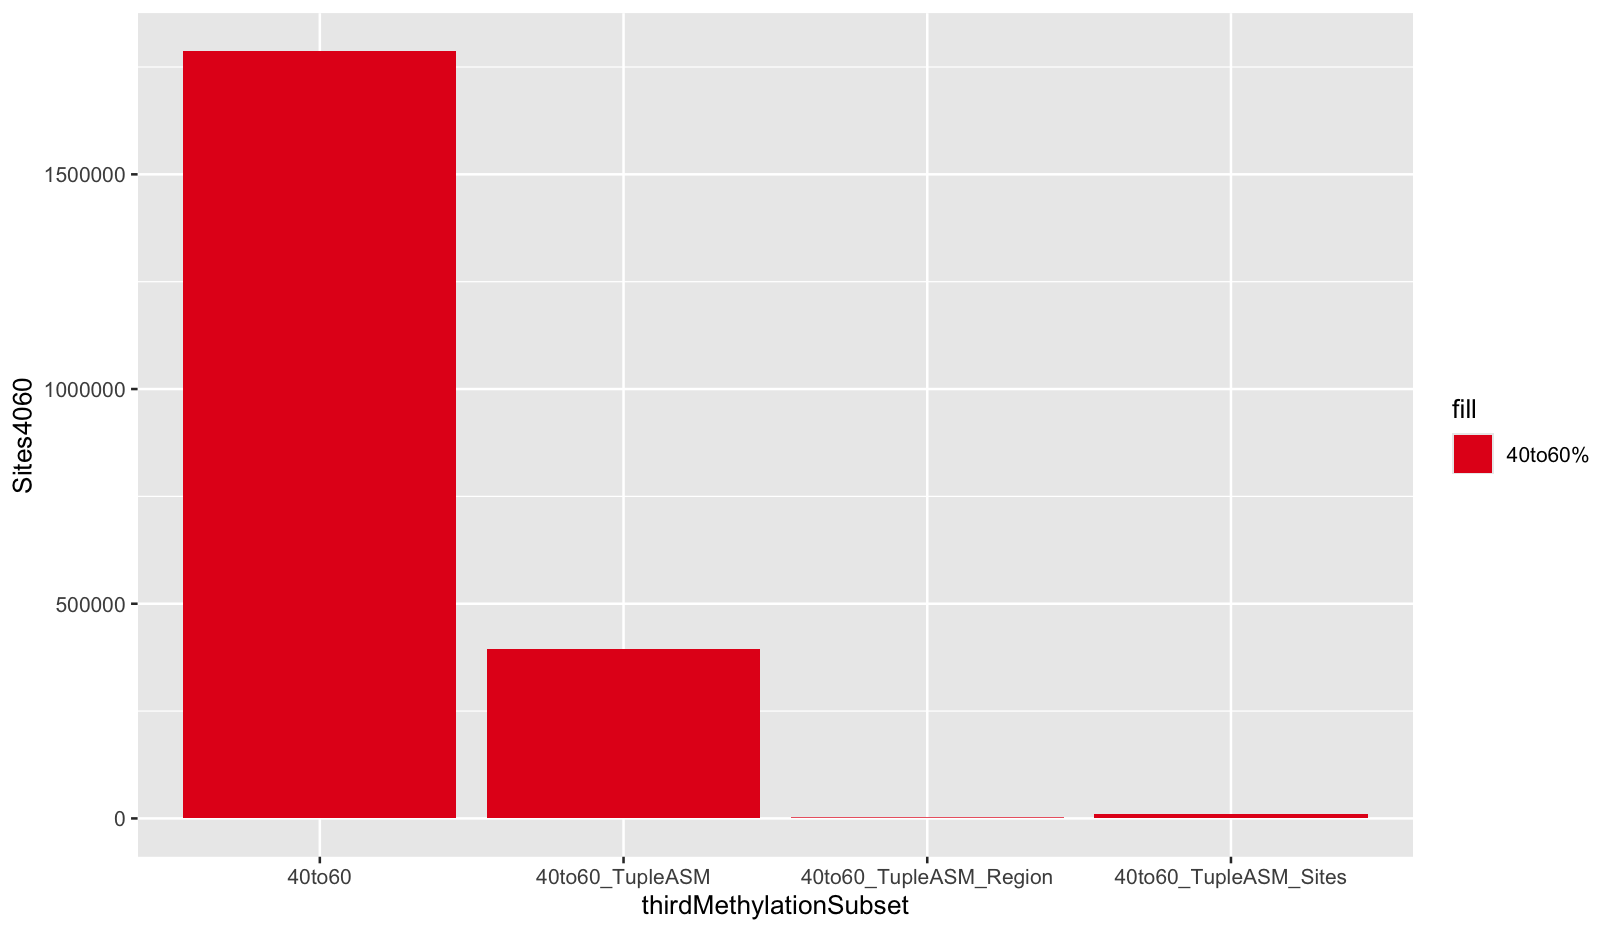 Sites4060
1500000
1000000
500000
0
40to60
40to60_TupleASM
40to60_TupleASM_Region
40to60_TupleASM_Sites
thirdMethylationSubset
fill
40to60%